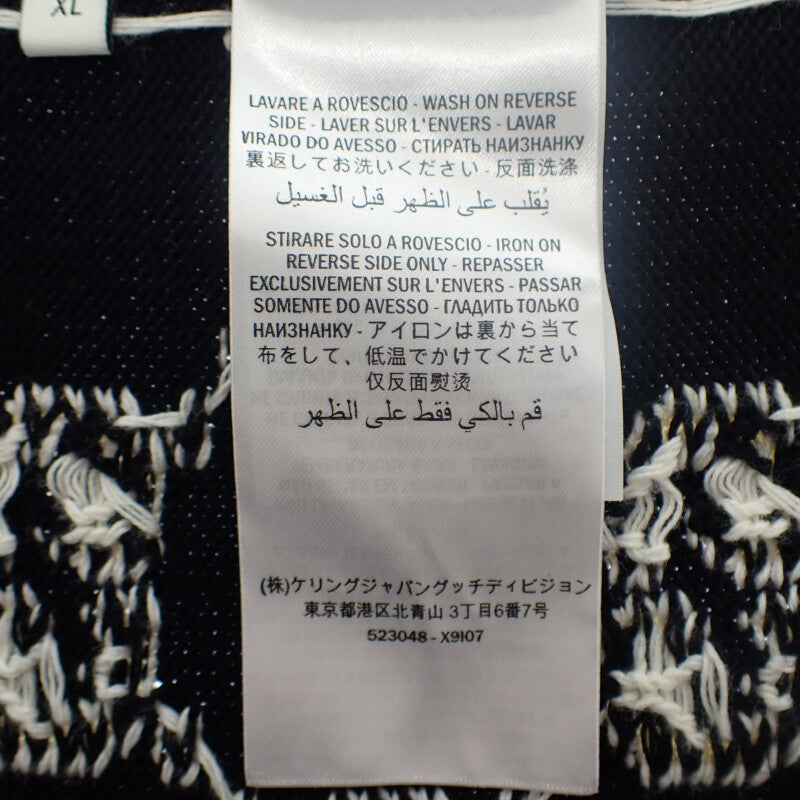 XL
LAVARE A ROVESCIO - WASH ON REVERSE
SIDE - LAVER SUR L'ENVERS - LAVAR
VIRADO DO AVESSO - СТИРАТЬ НАИЗНАНКУ
裏返してお洗いください - 反面洗涤
يُقلب على الظهر قبل الغسيل
STIRARE SOLO A ROVESCIO - IRON ON
REVERSE SIDE ONLY - REPASSER
EXCLUSIVEMENT SUR L'ENVERS - PASSAR
SOMENTE DO AVESSO - ГЛАДИТЬ ТОЛЬКО
НАИЗНАНКУ - アイロンは裏から当て
布をして、低温でかけてください
仅反面熨烫
قم بالكي فقط على الظهر
(株)ケリングジャパングッチディビジョン
東京都港区北青山 3丁目6番7号
523048 - X9I07